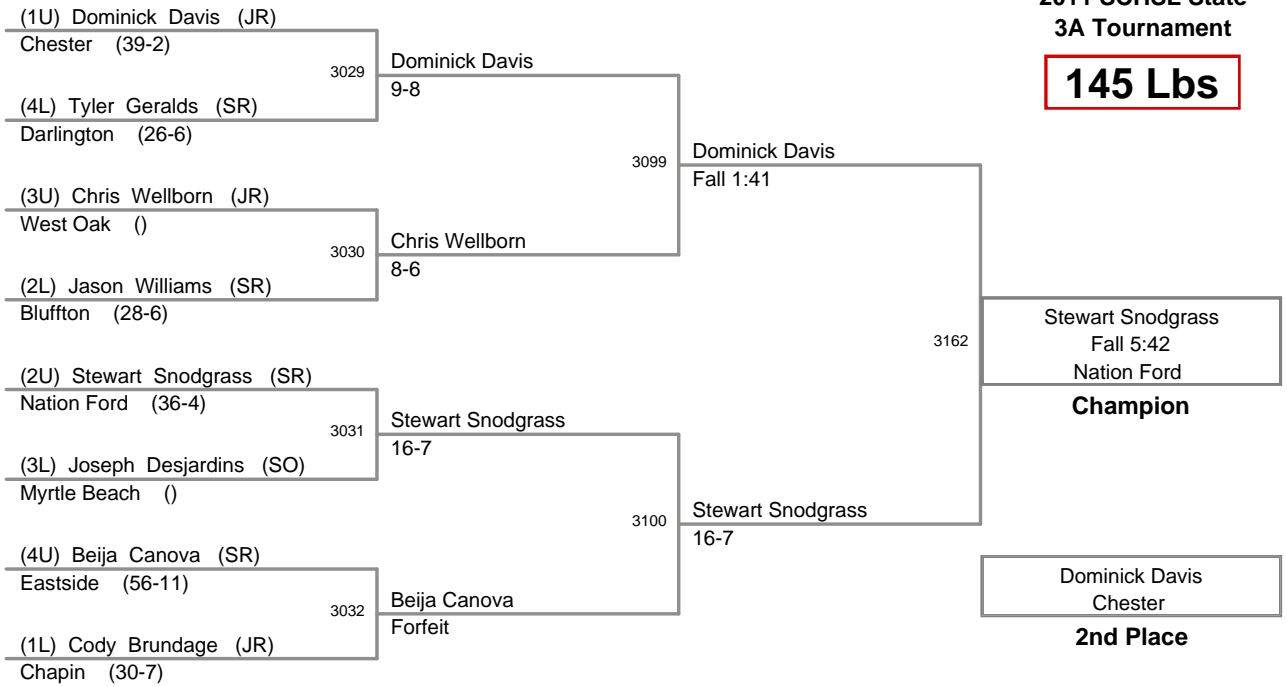 2011 SCHSL State
3A Tournament
145 Lbs
(1U) Dominick Davis (JR)
Chester (39-2)
3029
Dominick Davis
9-8
(4L) Tyler Geralds (SR)
Darlington (26-6)
3099
Dominick Davis
Fall 1:41
(3U) Chris Wellborn (JR)
West Oak ()
3030
Chris Wellborn
8-6
(2L) Jason Williams (SR)
Bluffton (28-6)
3162
Stewart Snodgrass
Fall 5:42
Nation Ford
Champion
(2U) Stewart Snodgrass (SR)
Nation Ford (36-4)
3031
Stewart Snodgrass
16-7
(3L) Joseph Desjardins (SO)
Myrtle Beach ()
3100
Stewart Snodgrass
16-7
(4U) Beija Canova (SR)
Eastside (56-11)
3032
Beija Canova
Forfeit
(1L) Cody Brundage (JR)
Chapin (30-7)
Dominick Davis
Chester
2nd Place